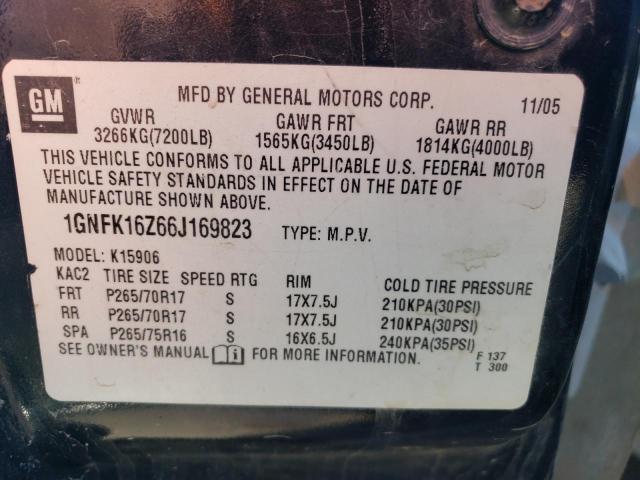 GM ® MFD BY GENERAL MOTORS CORP. 11/05
GVWR GAWR FRT GAWR RR
3266KG(7200LB) 1565KG(3450LB) 1814KG(4000LB)
THIS VEHICLE CONFORMS TO ALL APPLICABLE U.S. FEDERAL MOTOR
VEHICLE SAFETY STANDARDS IN EFFECT ON THE DATE OF
MANUFACTURE SHOWN ABOVE.
1GNFK16Z66J169823 TYPE: M.P.V.
MODEL: K15906
KAC2 TIRE SIZE SPEED RTG RIM COLD TIRE PRESSURE
FRT P265/70R17 S 17X7.5J 210KPA(30PSI)
RR P265/70R17 S 17X7.5J 210KPA(30PSI)
SPA P265/75R16 S 16X6.5J 240KPA(35PSI)
SEE OWNER'S MANUAL FOR MORE INFORMATION.
F 137
T 300